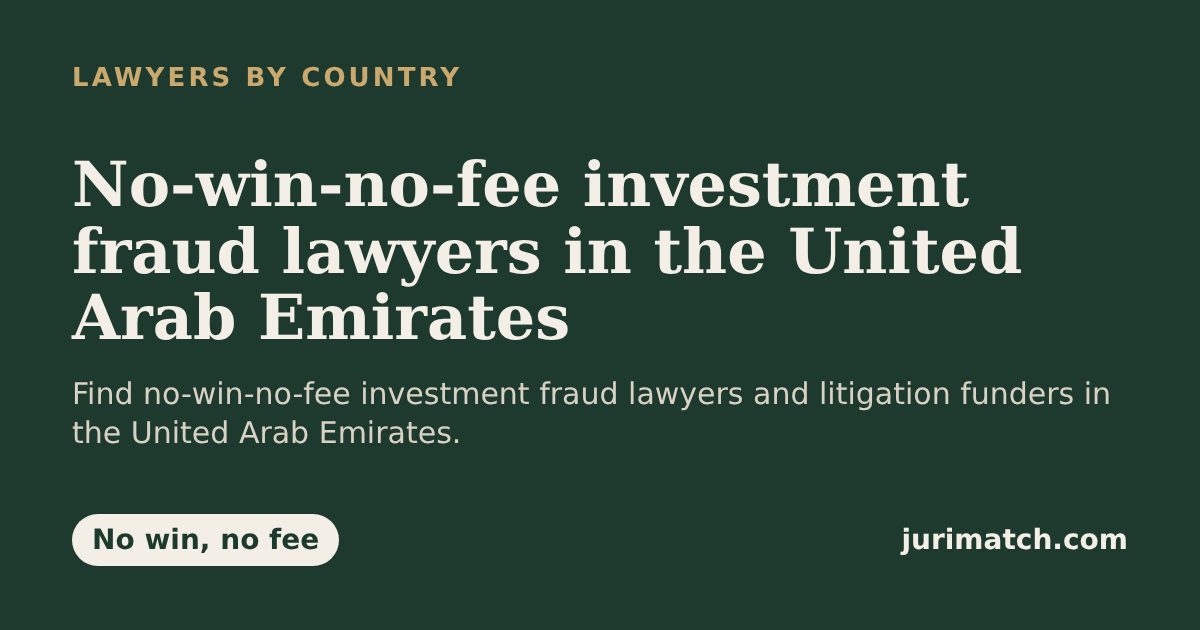 LAWYERS BY COUNTRY
No-win-no-fee investment
fraud lawyers in the United
Arab Emirates
Find no-win-no-fee investment fraud lawyers and litigation funders in
the United Arab Emirates.
No win, no fee
jurimatch.com